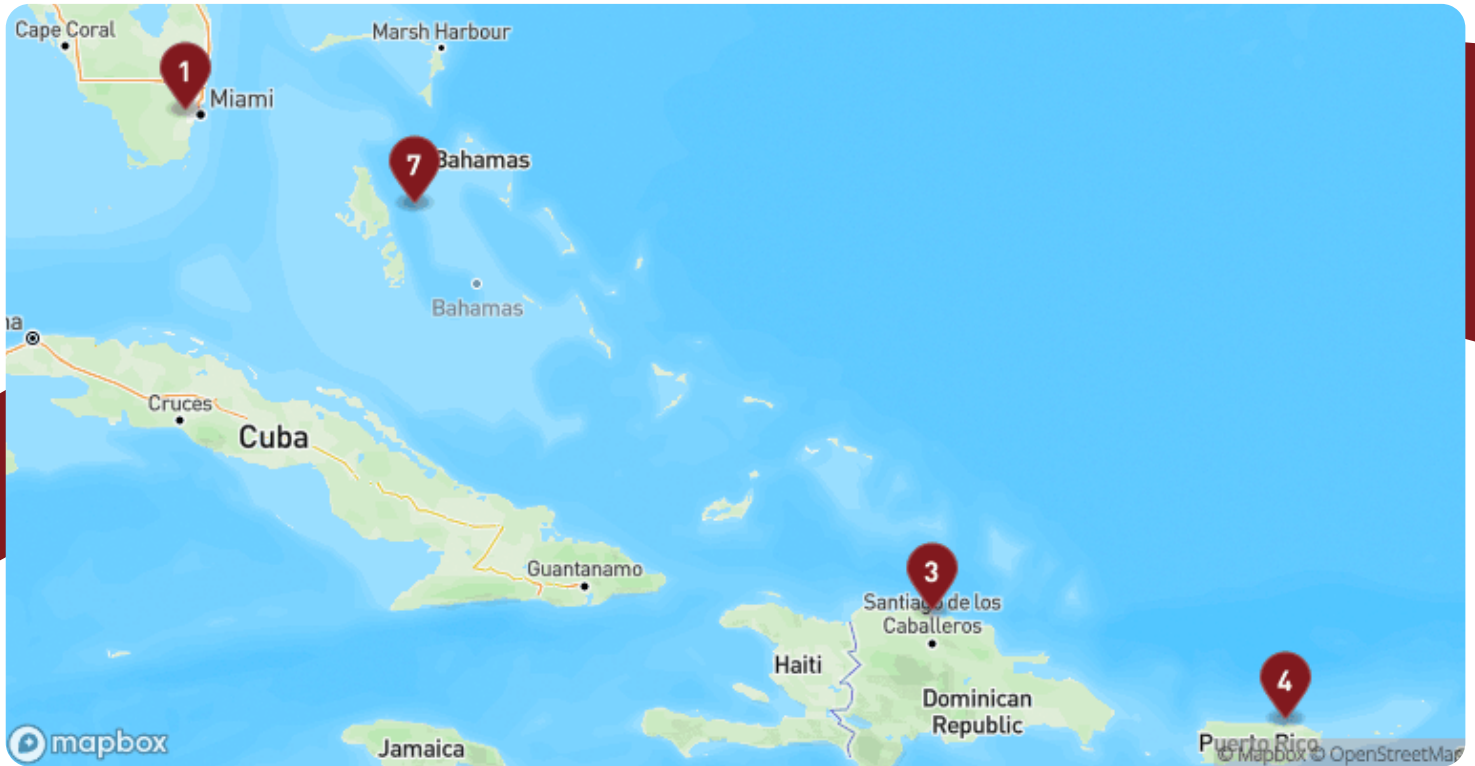 Cape Coral
Marsh Harbour
1
Miami
7
Bahamas
Bahamas
na
Cruces
Cuba
Guantanamo
3
Santiago de los
Caballeros
Haiti
4
Dominican
Republic
Jamaica
Puerto Rico
mapbox
© Mapbox © OpenStreetMap